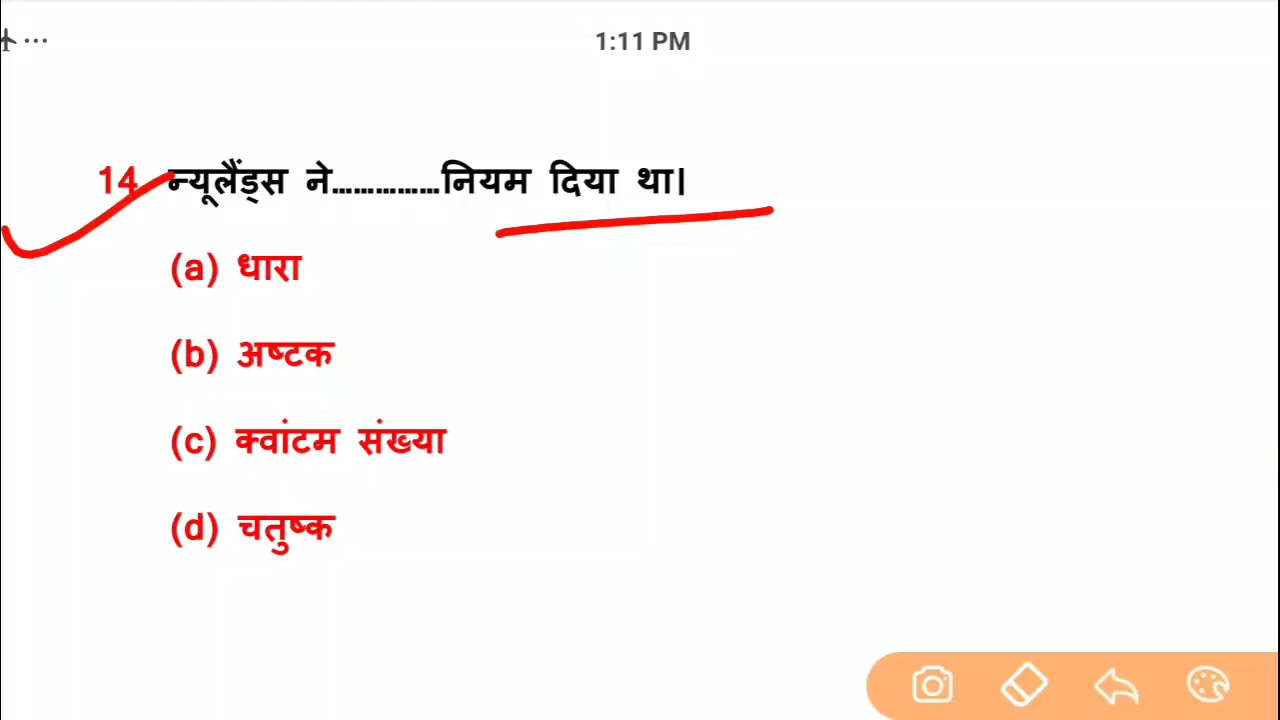 1:11 PM
14 न्यूलैंड्स ने……………नियम दिया था।
(a) धारा
(b) अष्टक
(c) क्वांटम संख्या
(d) चतुष्क